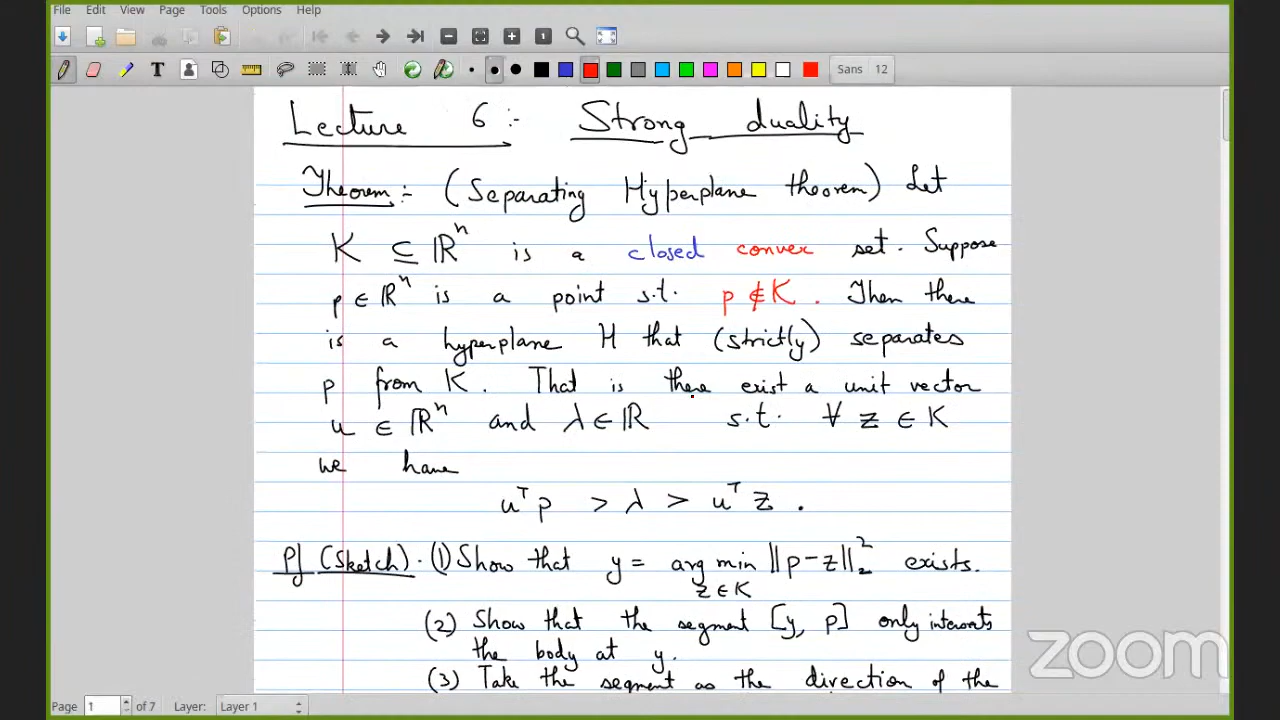 File Edit View Page Tools Options Help
Sans 12
Lecture 6 :- Strong duality
Theorem :- (Separating Hyperplane theorem) Let
K ⊆ ℝⁿ is a closed convex set. Suppose
p ∈ ℝⁿ is a point s.t. p ∉ K. Then there
is a hyperplane H that (strictly) separates
p from K. That is there exist a unit vector
u ∈ ℝⁿ and λ ∈ ℝ s.t. ∀ z ∈ K
we have
uᵀp > λ > uᵀz .
Pf (Sketch). (1) Show that y = arg min ||p-z||₂² exists.
z ∈ K
(2) Show that the segment [y, p] only intersects
the body at y.
(3) Take the segment as the direction of the
zoom
Page 1 of 7 Layer: Layer 1